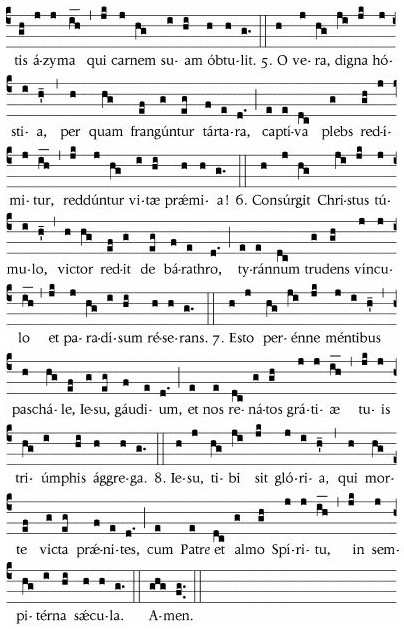 tis á-zyma qui carnem su- am óbtu-lit. 5. O ve-ra, digna hó-
sti- a, per quam frangúntur tárta- ra, captí-va plebs red-í-
mi- tur, reddúntur vi-tæ prǽmi- a! 6. Consúrgit Chri-stus tú-
mu-lo, victor red-it de bá-rathro, ty-ránnum trudens víncu-
lo et pa-ra-dí-sum ré-se-rans. 7. Esto per-énne méntibus
paschá-le, Ie-su, gáudi- um, et nos re-ná-tos grá-ti- æ tu- is
tri-úmphis ággre-ga. 8. Ie-su, ti-bi sit gló-ri- a, qui mor-
te victa prǽ-ni-tes, cum Patre et almo Spí-ri-tu, in sem-
pi-térna sǽ-cu-la. A-men.